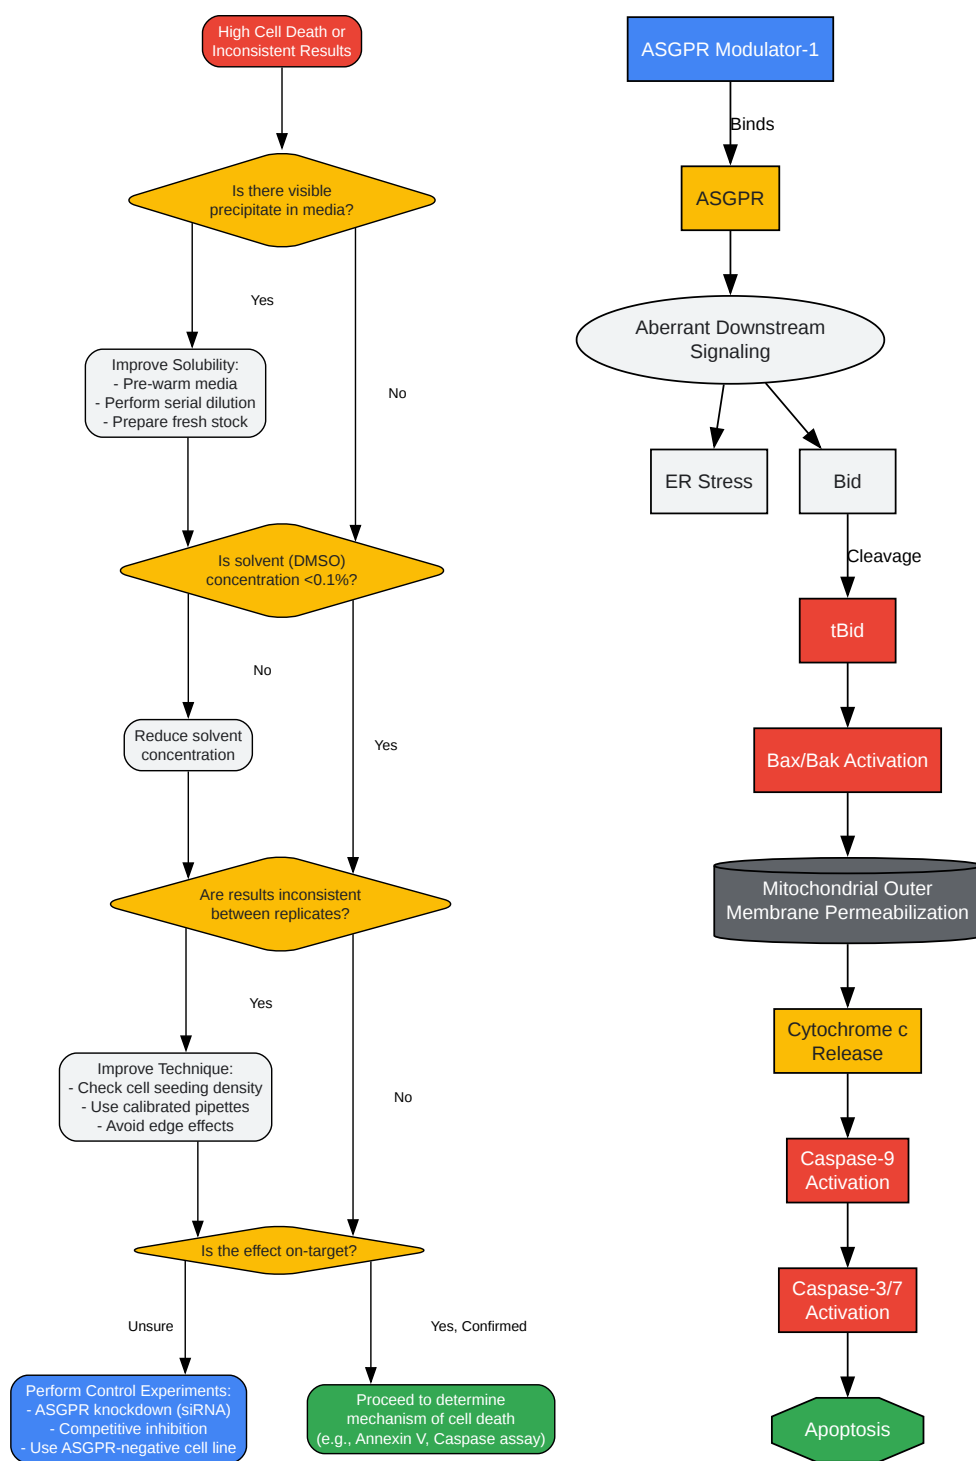 High Cell Death or
Inconsistent Results
Is there visible
precipitate in media?
Yes
No
Improve Solubility:
- Pre-warm media
- Perform serial dilution
- Prepare fresh stock
Is solvent (DMSO)
concentration <0.1%?
No
Yes
Reduce solvent
concentration
Are results inconsistent
between replicates?
Yes
No
Improve Technique:
- Check cell seeding density
- Use calibrated pipettes
- Avoid edge effects
Is the effect on-target?
Unsure
Yes, Confirmed
Perform Control Experiments:
- ASGPR knockdown (siRNA)
- Competitive inhibition
- Use ASGPR-negative cell line
Proceed to determine
mechanism of cell death
(e.g., Annexin V, Caspase assay)
ASGPR Modulator-1
Binds
ASGPR
Aberrant Downstream
Signaling
ER Stress
Bid
Cleavage
tBid
Bax/Bak Activation
Mitochondrial Outer
Membrane Permeabilization
Cytochrome c
Release
Caspase-9
Activation
Caspase-3/7
Activation
Apoptosis